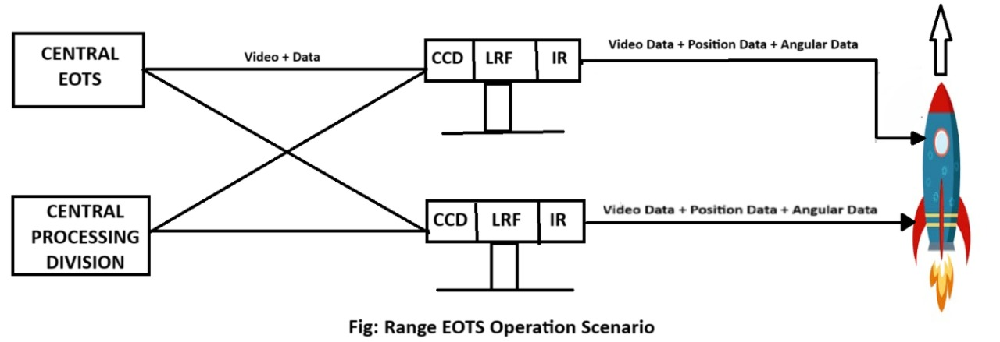 CENTRAL
EOTS
Video + Data
CCD LRF IR
Video Data + Position Data + Angular Data
CENTRAL
PROCESSING
DIVISION
CCD LRF IR
Video Data + Position Data + Angular Data
Fig: Range EOTS Operation Scenario